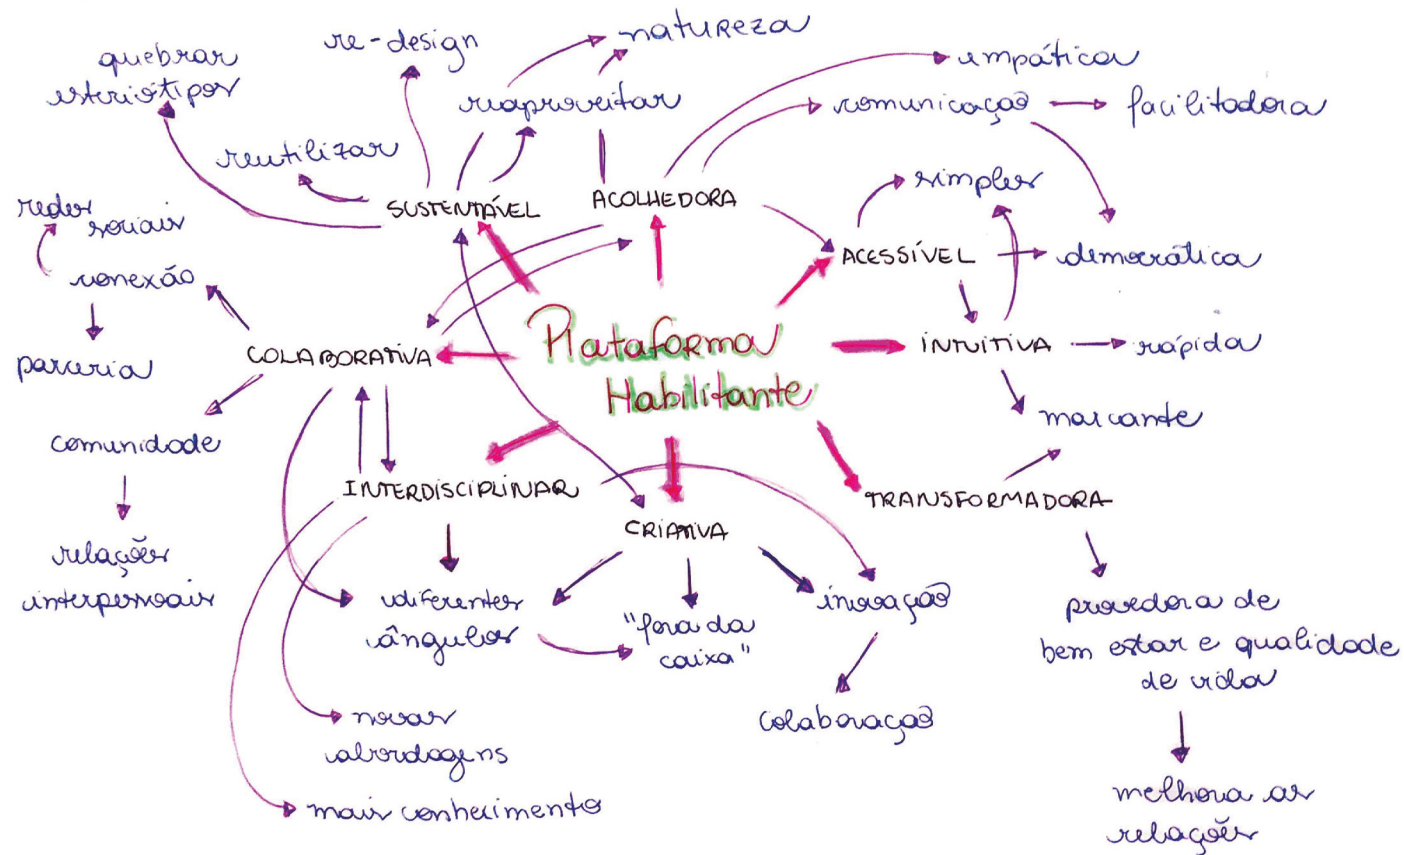 natureza
re-design
quebrar
esteriótipos
empática
reaproveitar
comunicação
facilitadora
reutilizar
simples
redes
sociais
SUSTENTÁVEL
ACOLHEDORA
ACESSÍVEL
democrática
conexão
Plataforma
Habilitante
COLABORATIVA
INTUITIVA
rápida
parceria
marcante
comunidade
INTERDISCIPLINAR
TRANSFORMADORA
CRIATIVA
relações
interpessoais
diferentes
ângulos
"fora da
caixa"
inovação
provedora de
bem estar e qualidade
de vida
novas
abordagens
colaboração
mais conhecimento
melhora as
relações